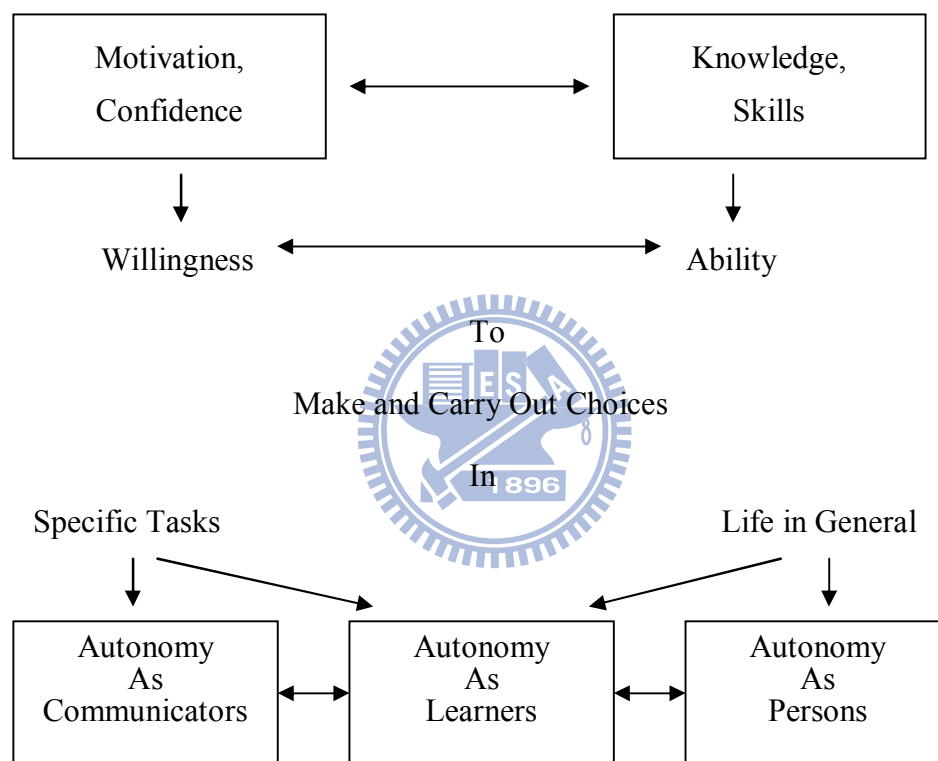 Motivation,
Confidence
Knowledge,
Skills
Willingness
Ability
To
E S A
Make and Carry Out Choices
In
1896
Specific Tasks
Life in General
Autonomy
As
Communicators
Autonomy
As
Learners
Autonomy
As
Persons